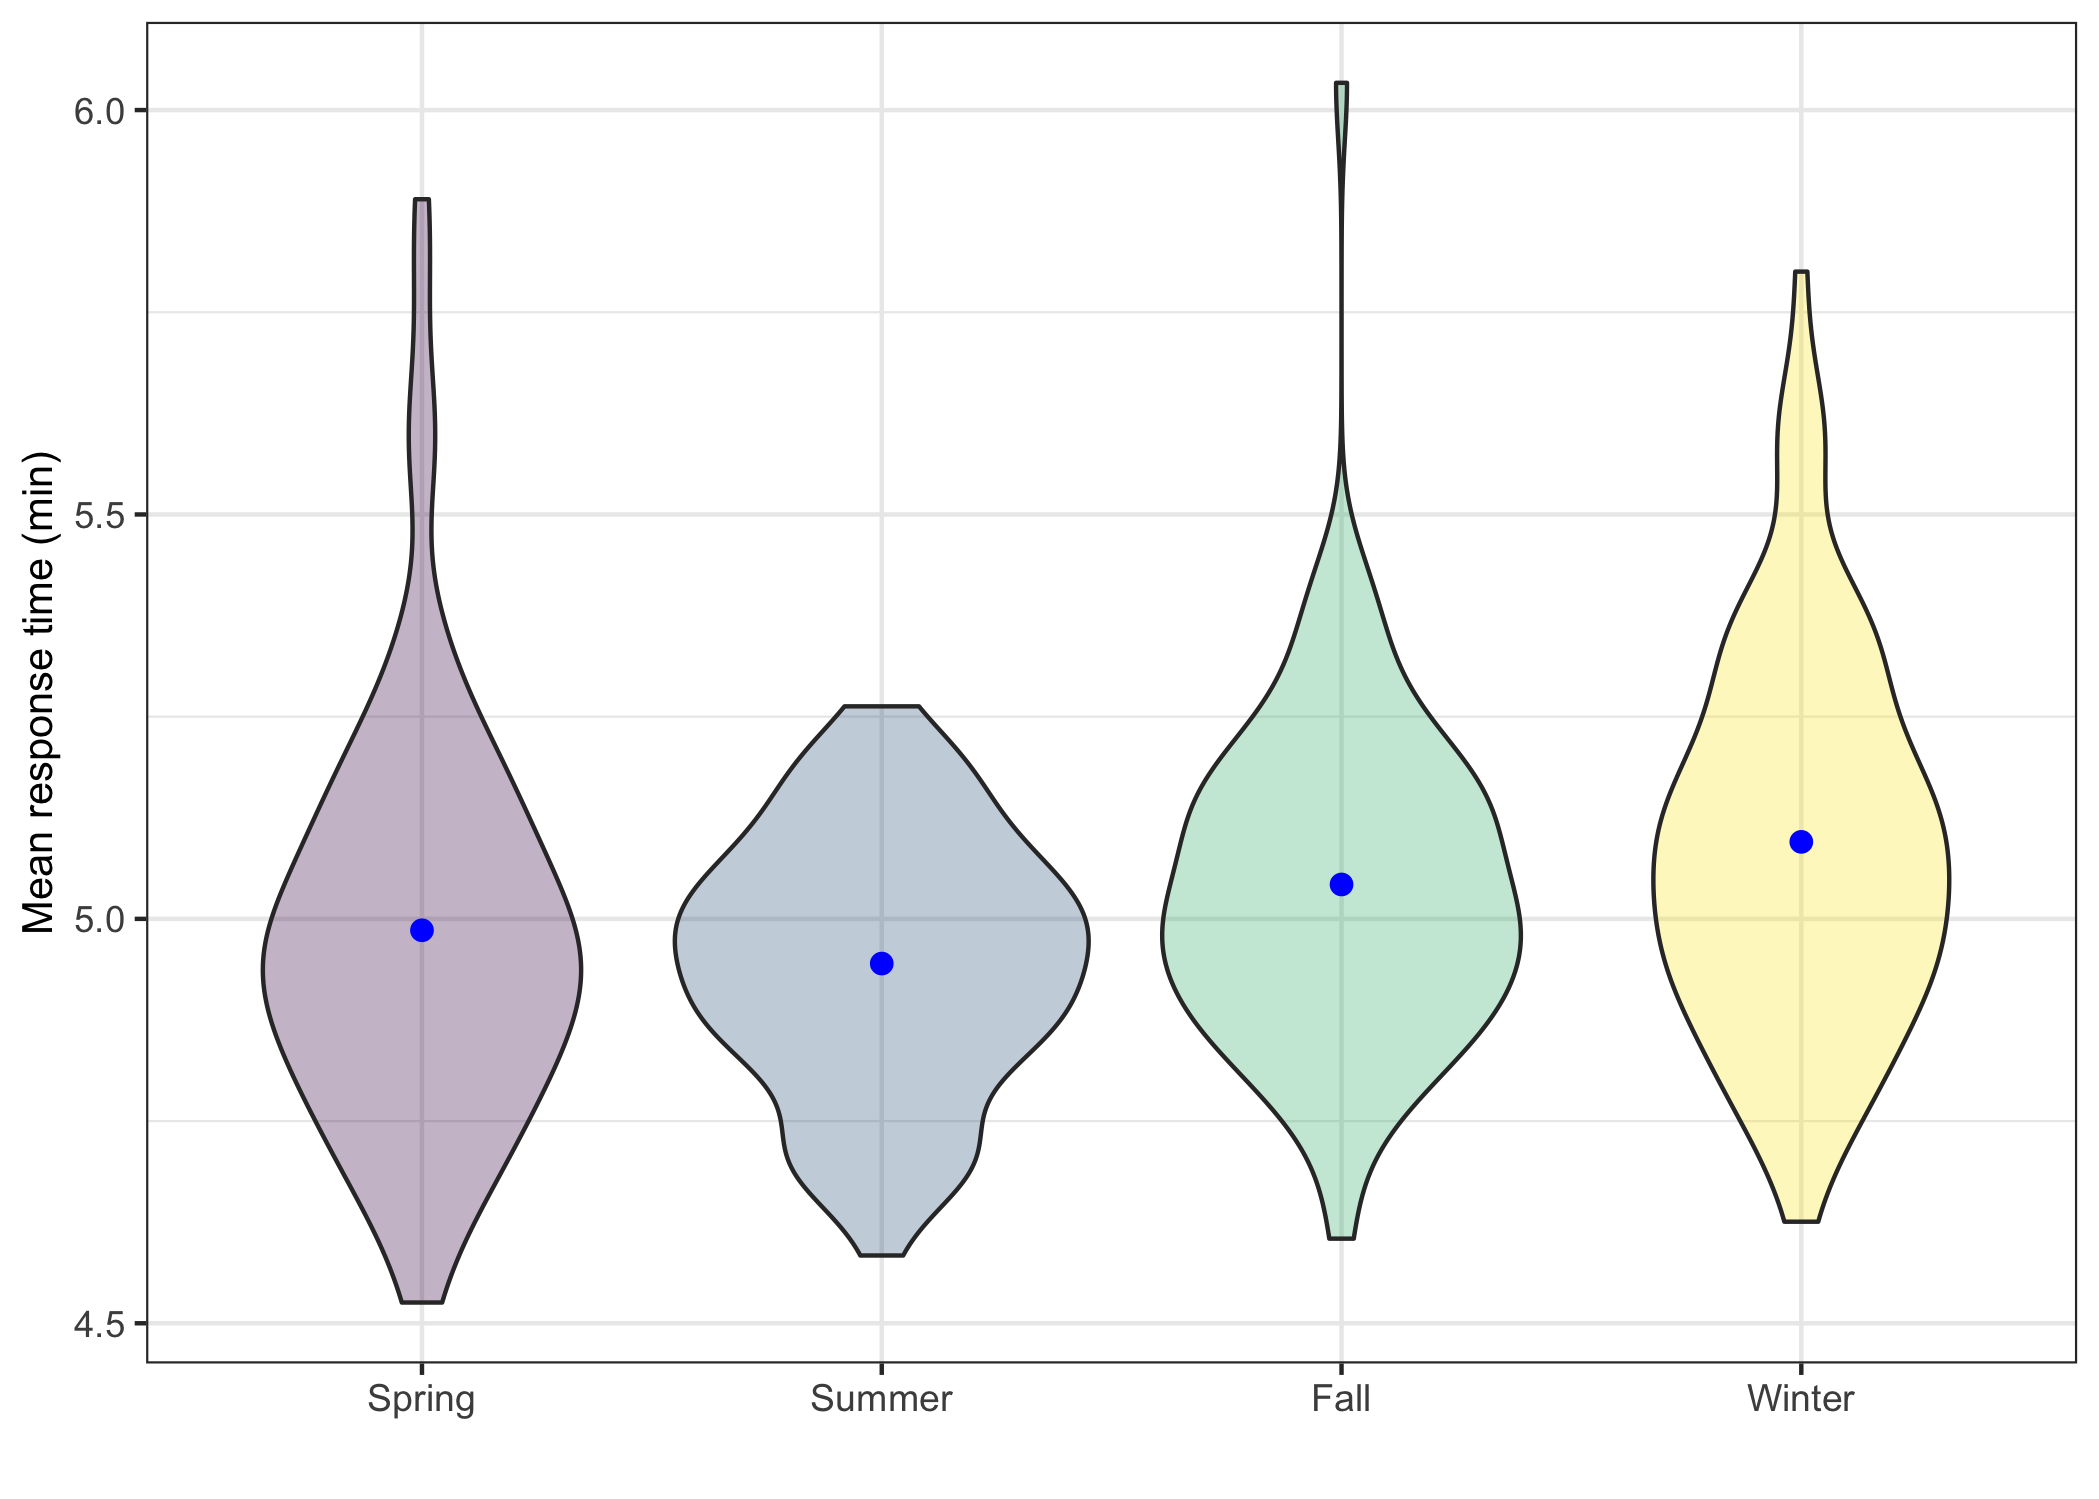 Mean response time (min)
6.0
5.5
5.0
4.5
Spring
Summer
Fall
Winter